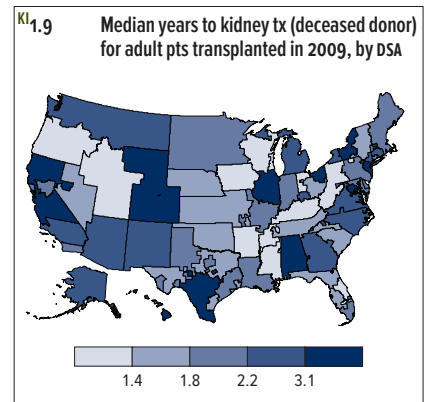 KI1.9 Median years to kidney tx (deceased donor)
for adult pts transplanted in 2009, by DSA
1.4 1.8 2.2 3.1